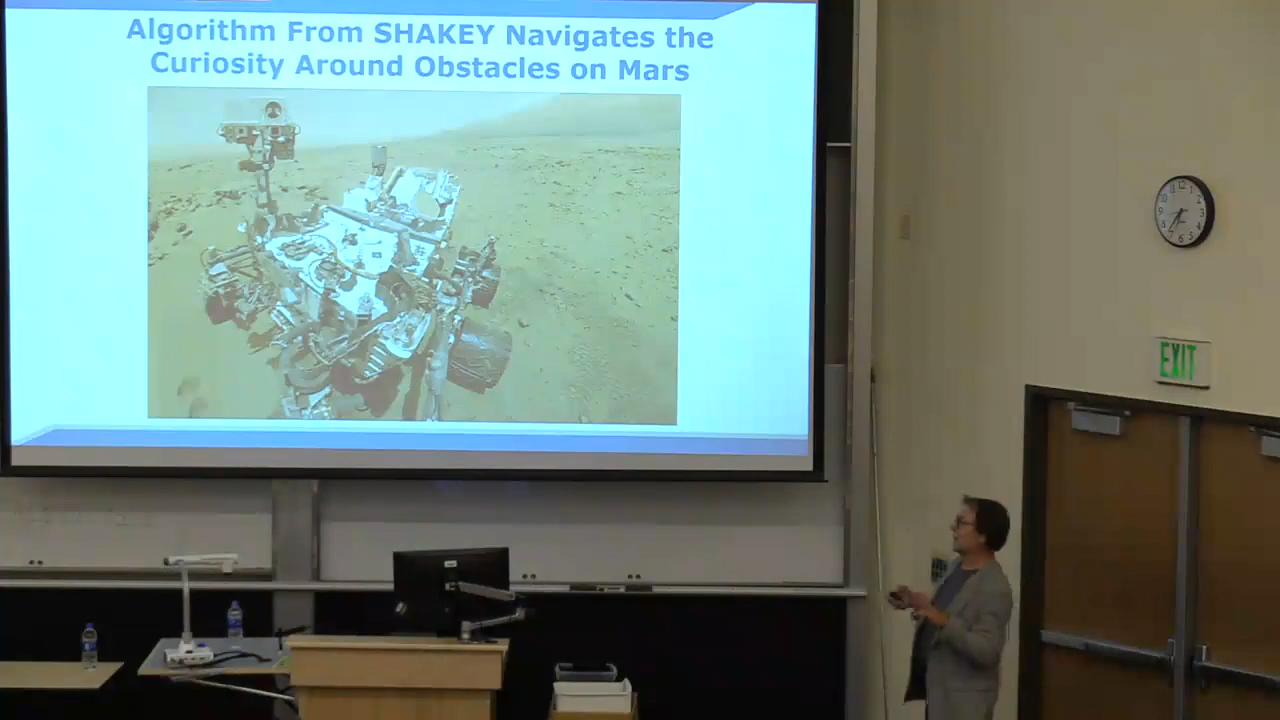 Algorithm From SHAKEY Navigates the
Curiosity Around Obstacles on Mars
EXIT